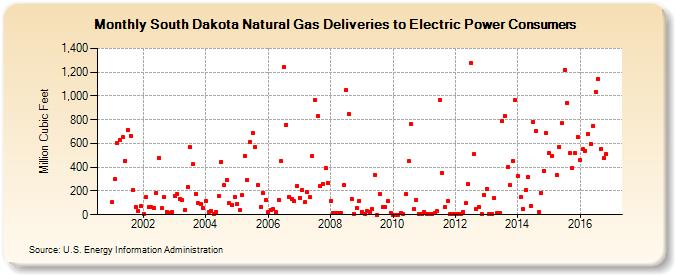 Monthly South Dakota Natural Gas Deliveries to Electric Power Consumers
Million Cubic Feet
1,400
1,200
1,000
800
600
400
200
0
2002 2004 2006 2008 2010 2012 2014 2016
Source: U.S. Energy Information Administration